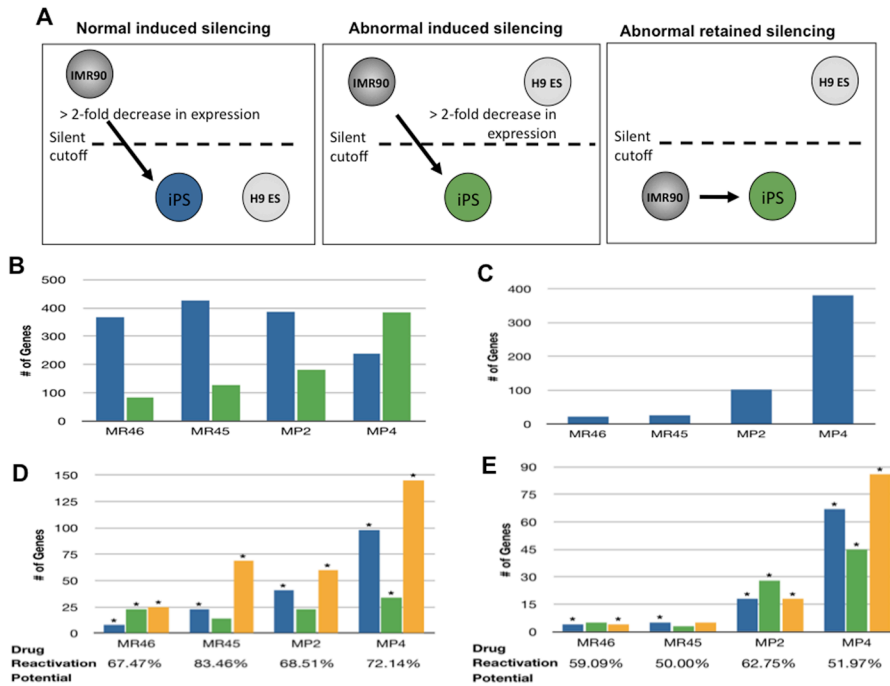 A
Normal induced silencing
Abnormal induced silencing
Abnormal retained silencing
IMR90
> 2-fold decrease in expression
Silent
cutoff
iPS
H9 ES
IMR90
H9 ES
> 2-fold decrease in
expression
Silent
cutoff
iPS
H9 ES
Silent
cutoff
IMR90
iPS
B
# of Genes
500
400
300
200
100
0
MR46 MR45 MP2 MP4
C
# of Genes
400
300
200
100
0
MR46 MR45 MP2 MP4
D
# of Genes
150
125
100
75
50
25
0
* * * * * * * * * *
MR46 MR45 MP2 MP4
Drug
Reactivation 67.47% 83.46% 68.51% 72.14%
Potential
E
# of Genes
90
75
60
45
30
15
0
* * * * * * * * *
MR46 MR45 MP2 MP4
Drug
Reactivation 59.09% 50.00% 62.75% 51.97%
Potential